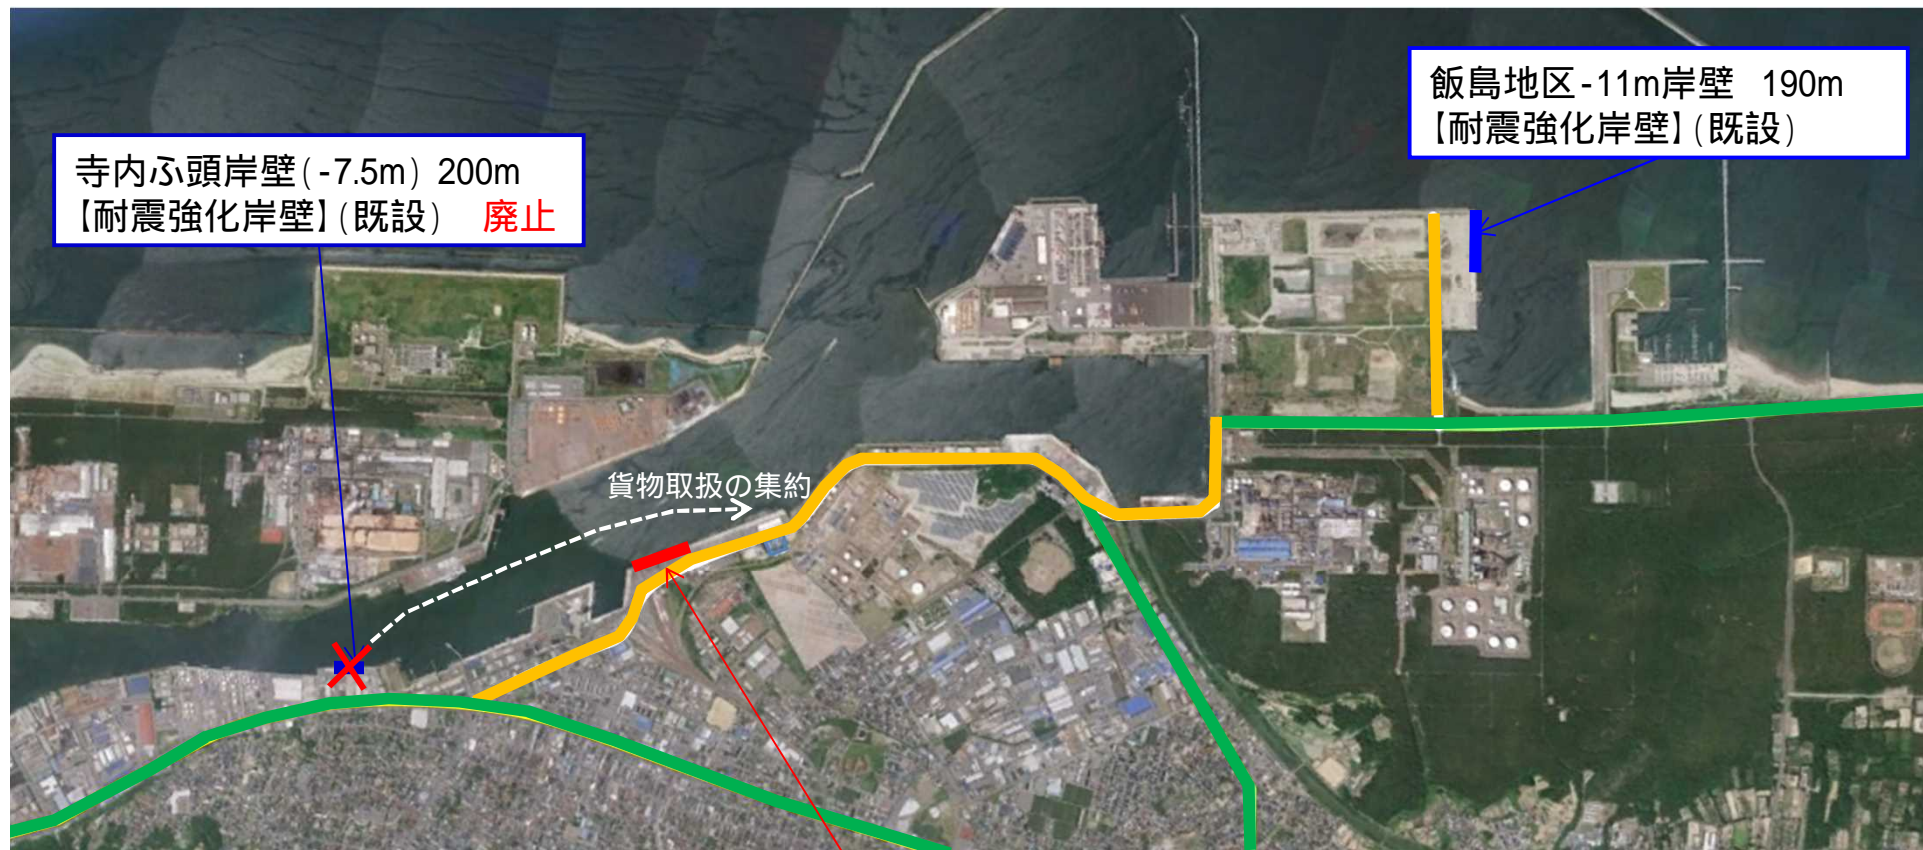 飯島地区-11m岸壁　190m
【耐震強化岸壁】(既設)
寺内ふ頭岸壁(-7.5m) 200m
【耐震強化岸壁】(既設)　廃止
貨物取扱の集約